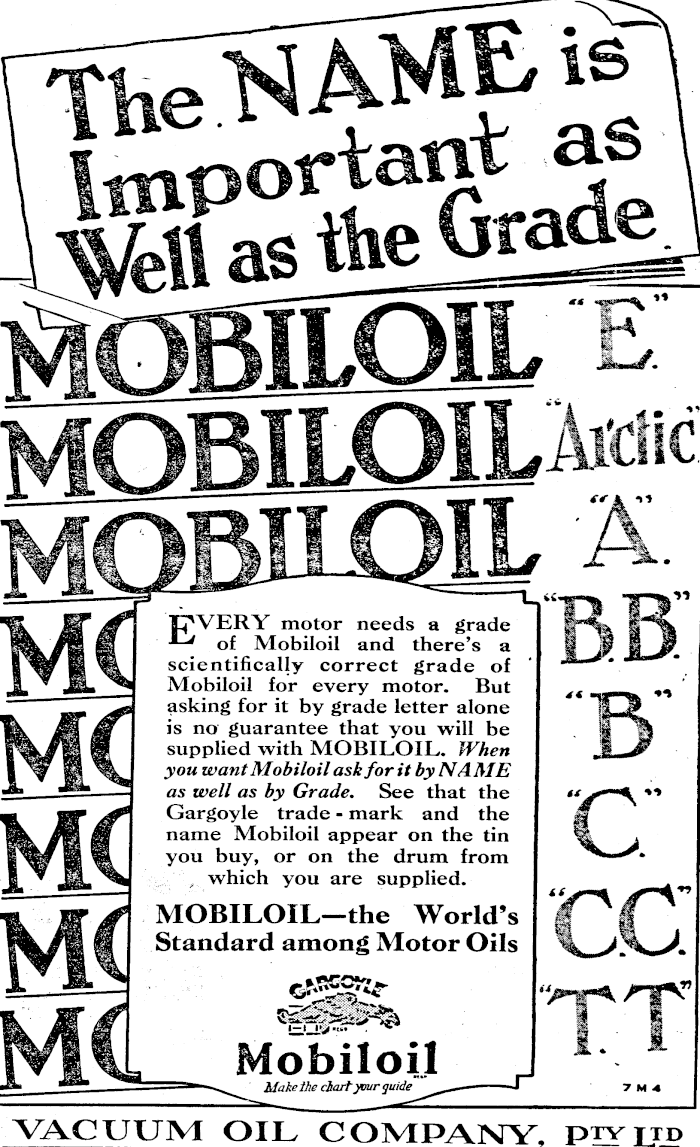 The NAME is
Important as
Well as the Grade
MOBILOIL "E."
MOBILOIL "Arctic"
MOBILOIL "A."
MO "B.B."
MO "B"
MO "C."
MO "C.C."
MO "T.T"
EVERY motor needs a grade
of Mobiloil and there's a
scientifically correct grade of
Mobiloil for every motor. But
asking for it by grade letter alone
is no guarantee that you will be
supplied with MOBILOIL. When
you want Mobiloil ask for it by NAME
as well as by Grade. See that the
Gargoyle trade-mark and the
name Mobiloil appear on the tin
you buy, or on the drum from
which you are supplied.
MOBILOIL—the World's
Standard among Motor Oils
GARGOYLE
Mobiloil
Make the chart your guide
7 M 4
VACUUM OIL COMPANY, PTY LTD